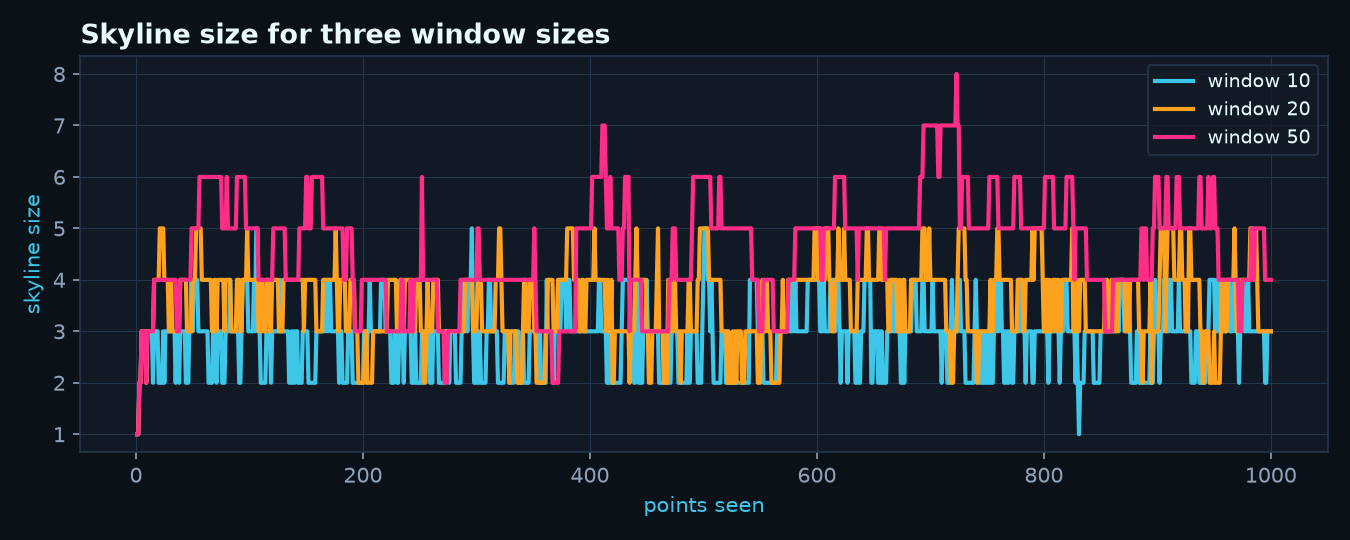 Skyline size for three window sizes
8
7
6
5
4
3
2
1
skyline size
window 10
window 20
window 50
0 200 400 600 800 1000
points seen